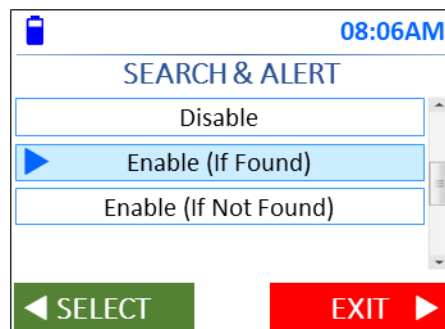 08:06AM
SEARCH & ALERT
Disable
Enable (If Found)
Enable (If Not Found)
SELECT
EXIT